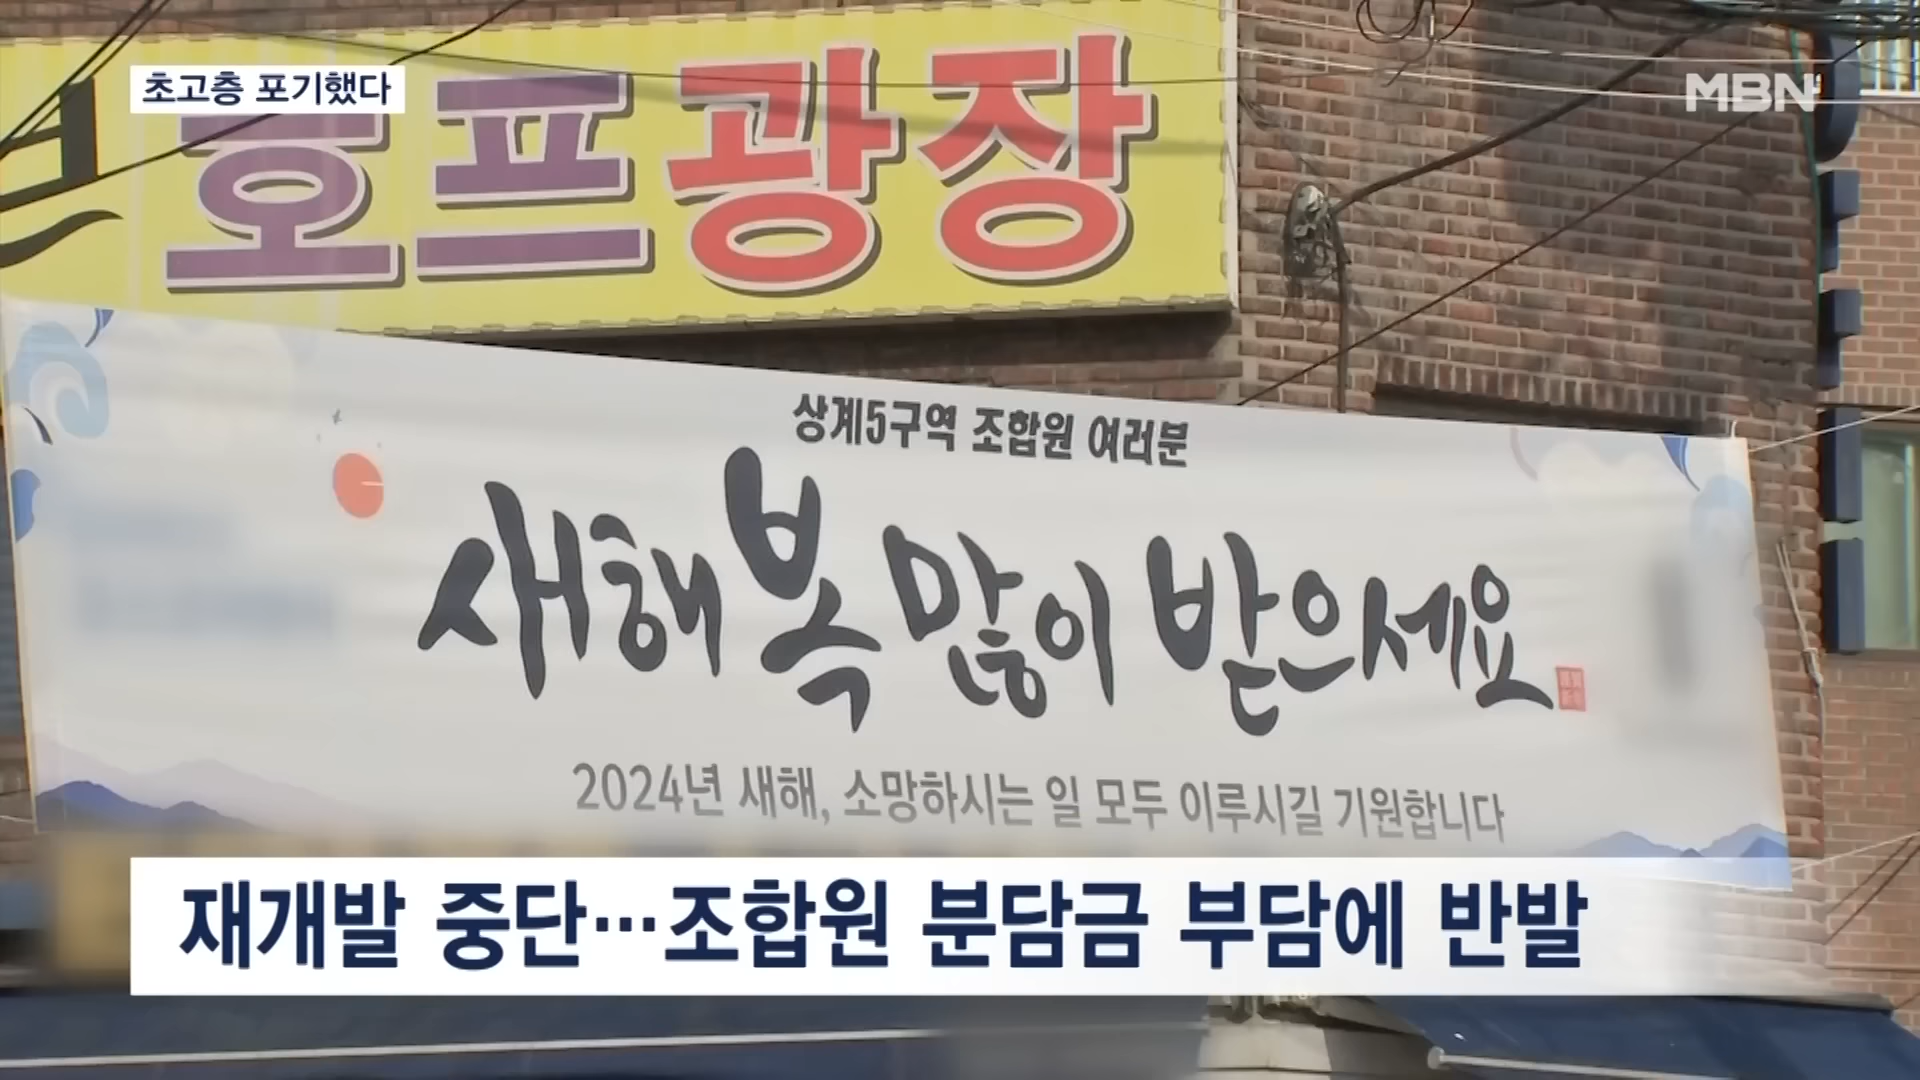 초고층 포기했다
MBN
호프광장
상계5구역 조합원 여러분
새해 복 많이 받으세요
2024년 새해, 소망하시는 일 모두 이루시길 기원합니다
재개발 중단…조합원 분담금 부담에 반발